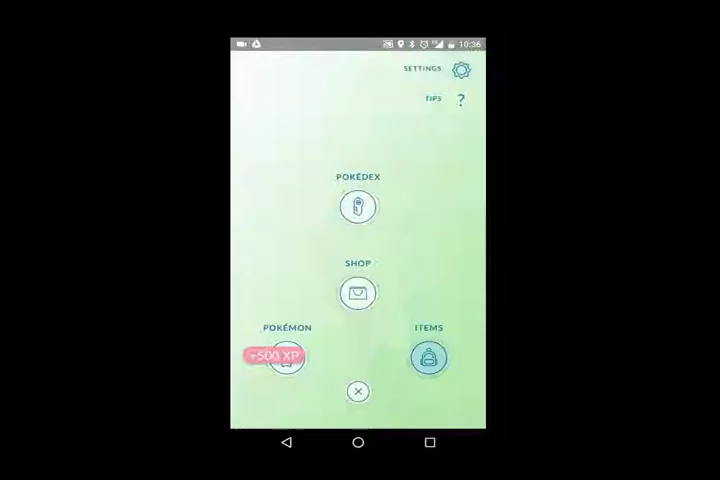 10:36
SETTINGS
TIPS ?
POKÉDEX
SHOP
POKÉMON
ITEMS
+500 XP